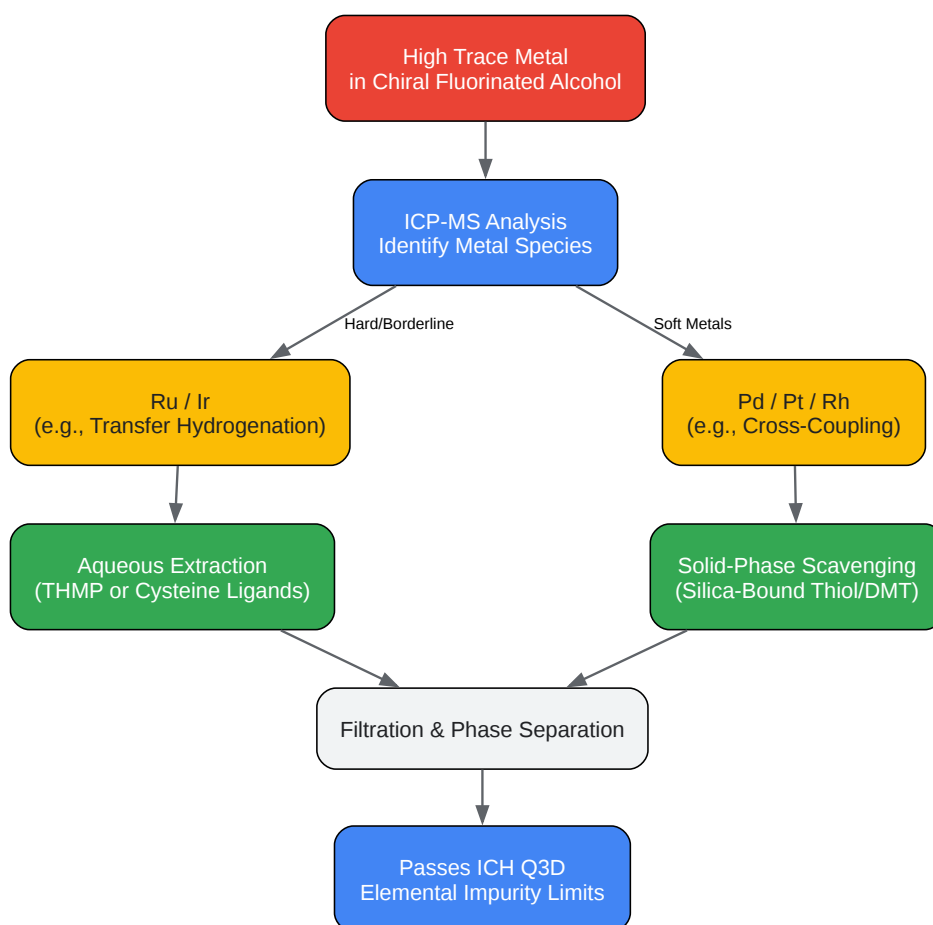 High Trace Metal
in Chiral Fluorinated Alcohol
ICP-MS Analysis
Identify Metal Species
Hard/Borderline
Soft Metals
Ru / Ir
(e.g., Transfer Hydrogenation)
Pd / Pt / Rh
(e.g., Cross-Coupling)
Aqueous Extraction
(THMP or Cysteine Ligands)
Solid-Phase Scavenging
(Silica-Bound Thiol/DMT)
Filtration & Phase Separation
Passes ICH Q3D
Elemental Impurity Limits